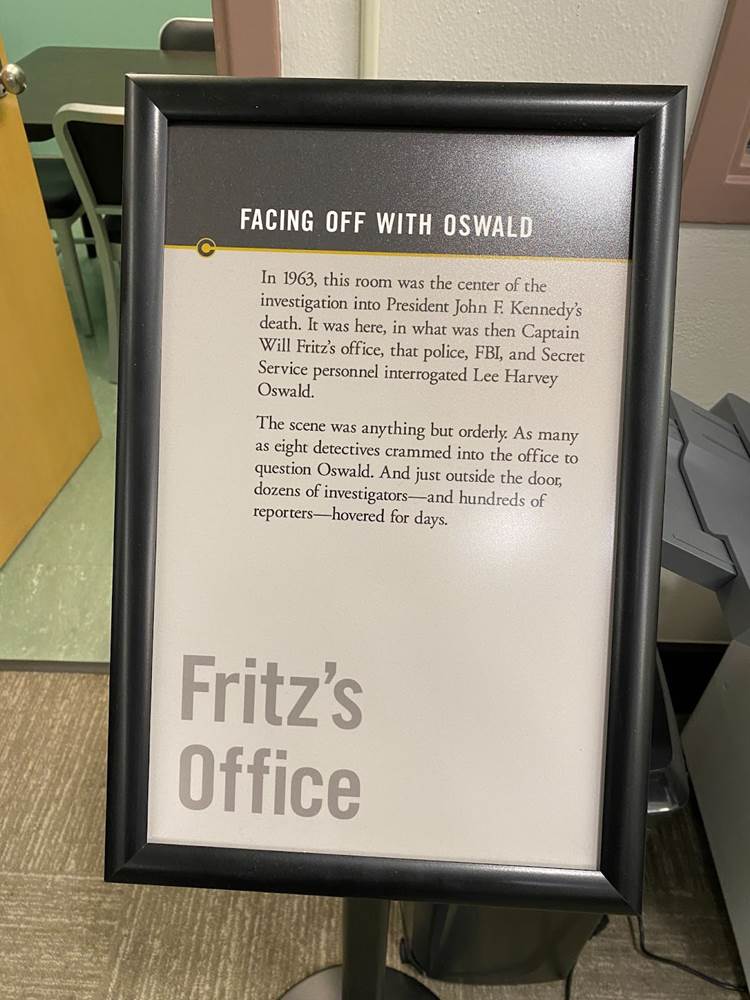 FACING OFF WITH OSWALD
In 1963, this room was the center of the
investigation into President John F. Kennedy's
death. It was here, in what was then Captain
Will Fritz's office, that police, FBI, and Secret
Service personnel interrogated Lee Harvey
Oswald.
The scene was anything but orderly. As many
as eight detectives crammed into the office to
question Oswald. And just outside the door,
dozens of investigators—and hundreds of
reporters—hovered for days.
Fritz's
Office